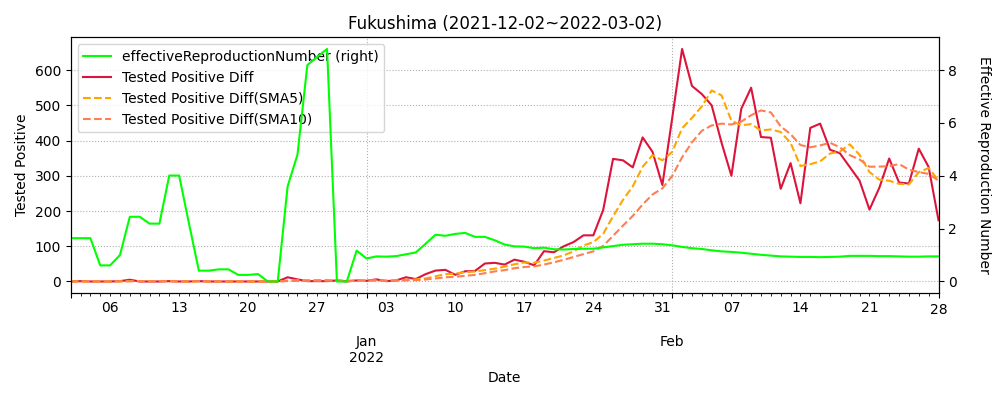 Fukushima (2021-12-02~2022-03-02)
effectiveReproductionNumber (right)
Tested Positive Diff
Tested Positive Diff(SMA5)
Tested Positive Diff(SMA10)
Tested Positive
600
500
400
300
200
100
0
8
6
4
2
0
Effective Reproduction Number
06 13 20 27 03 10 17 24 31 07 14 21 28
Jan Feb
2022
Date